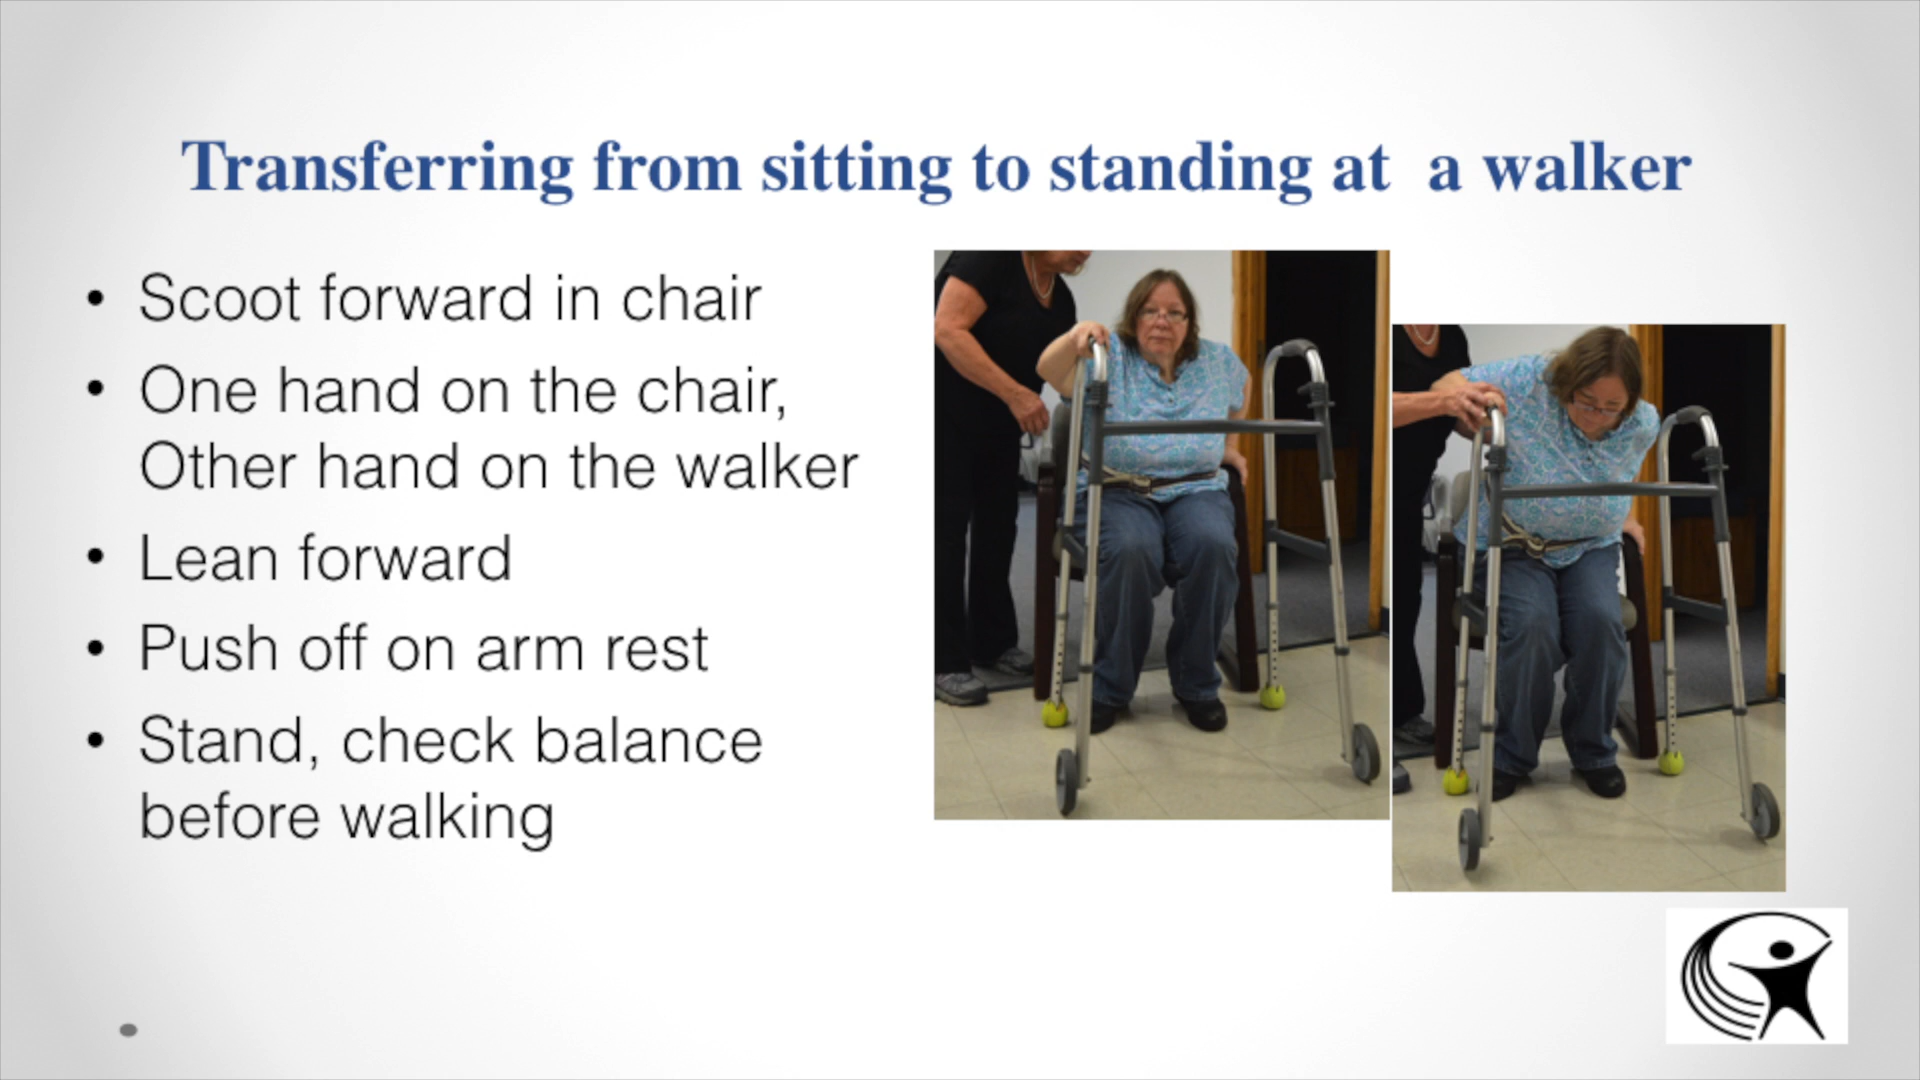 Transferring from sitting to standing at  a walker
• Scoot forward in chair
• One hand on the chair,
Other hand on the walker
• Lean forward
• Push off on arm rest
• Stand, check balance
before walking